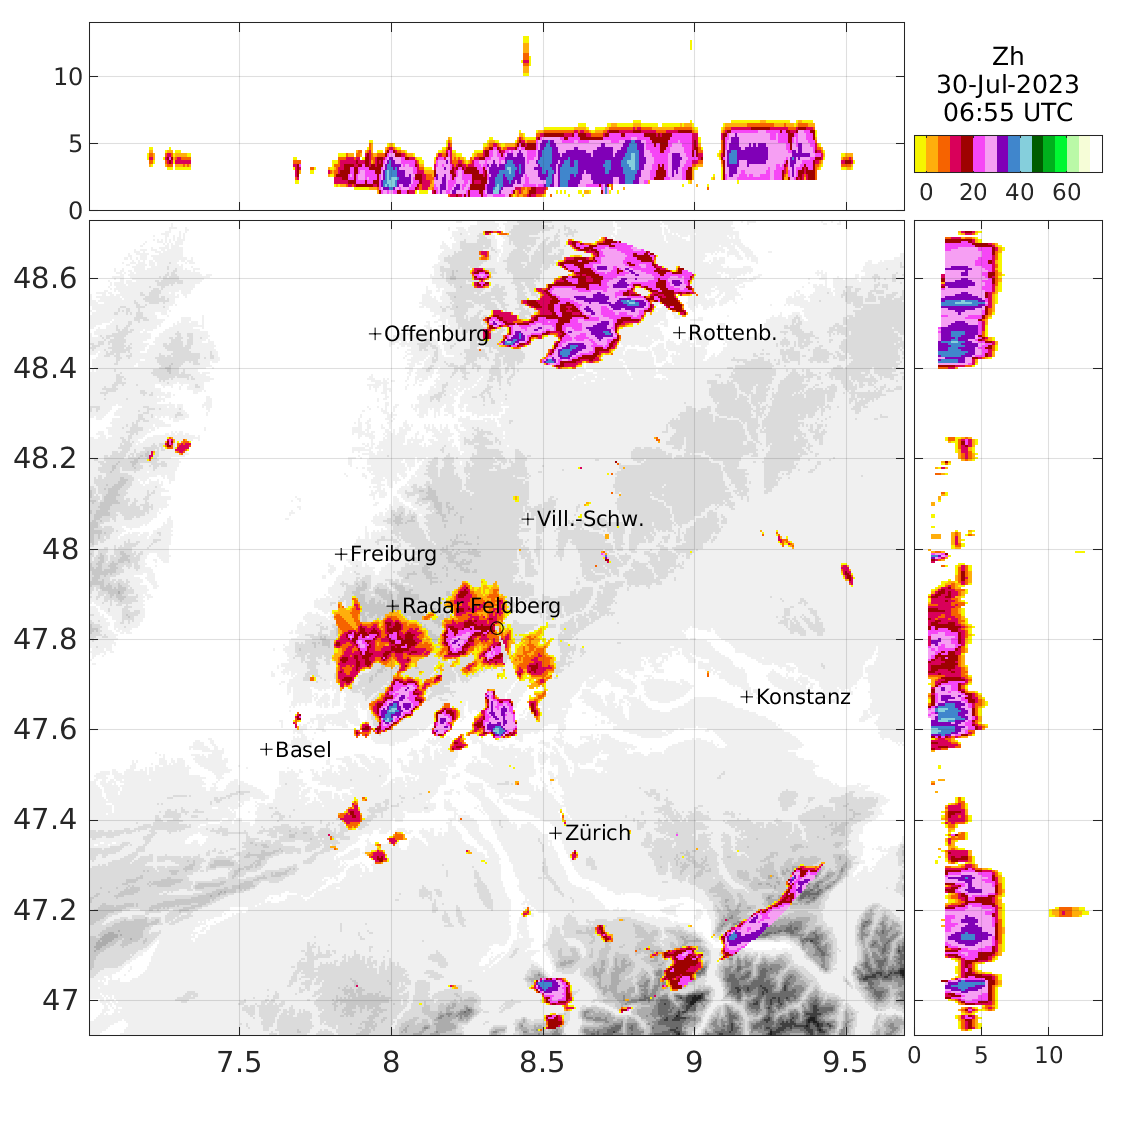 10
5
0
Zh
30-Jul-2023
06:55 UTC
0 20 40 60
48.6
48.4
48.2
48
47.8
47.6
47.4
47.2
47
+Offenburg
+Rottenb.
+Vill.-Schw.
+Freiburg
+Radar Feldberg
+Konstanz
+Basel
+Zürich
7.5 8 8.5 9 9.5
0 5 10